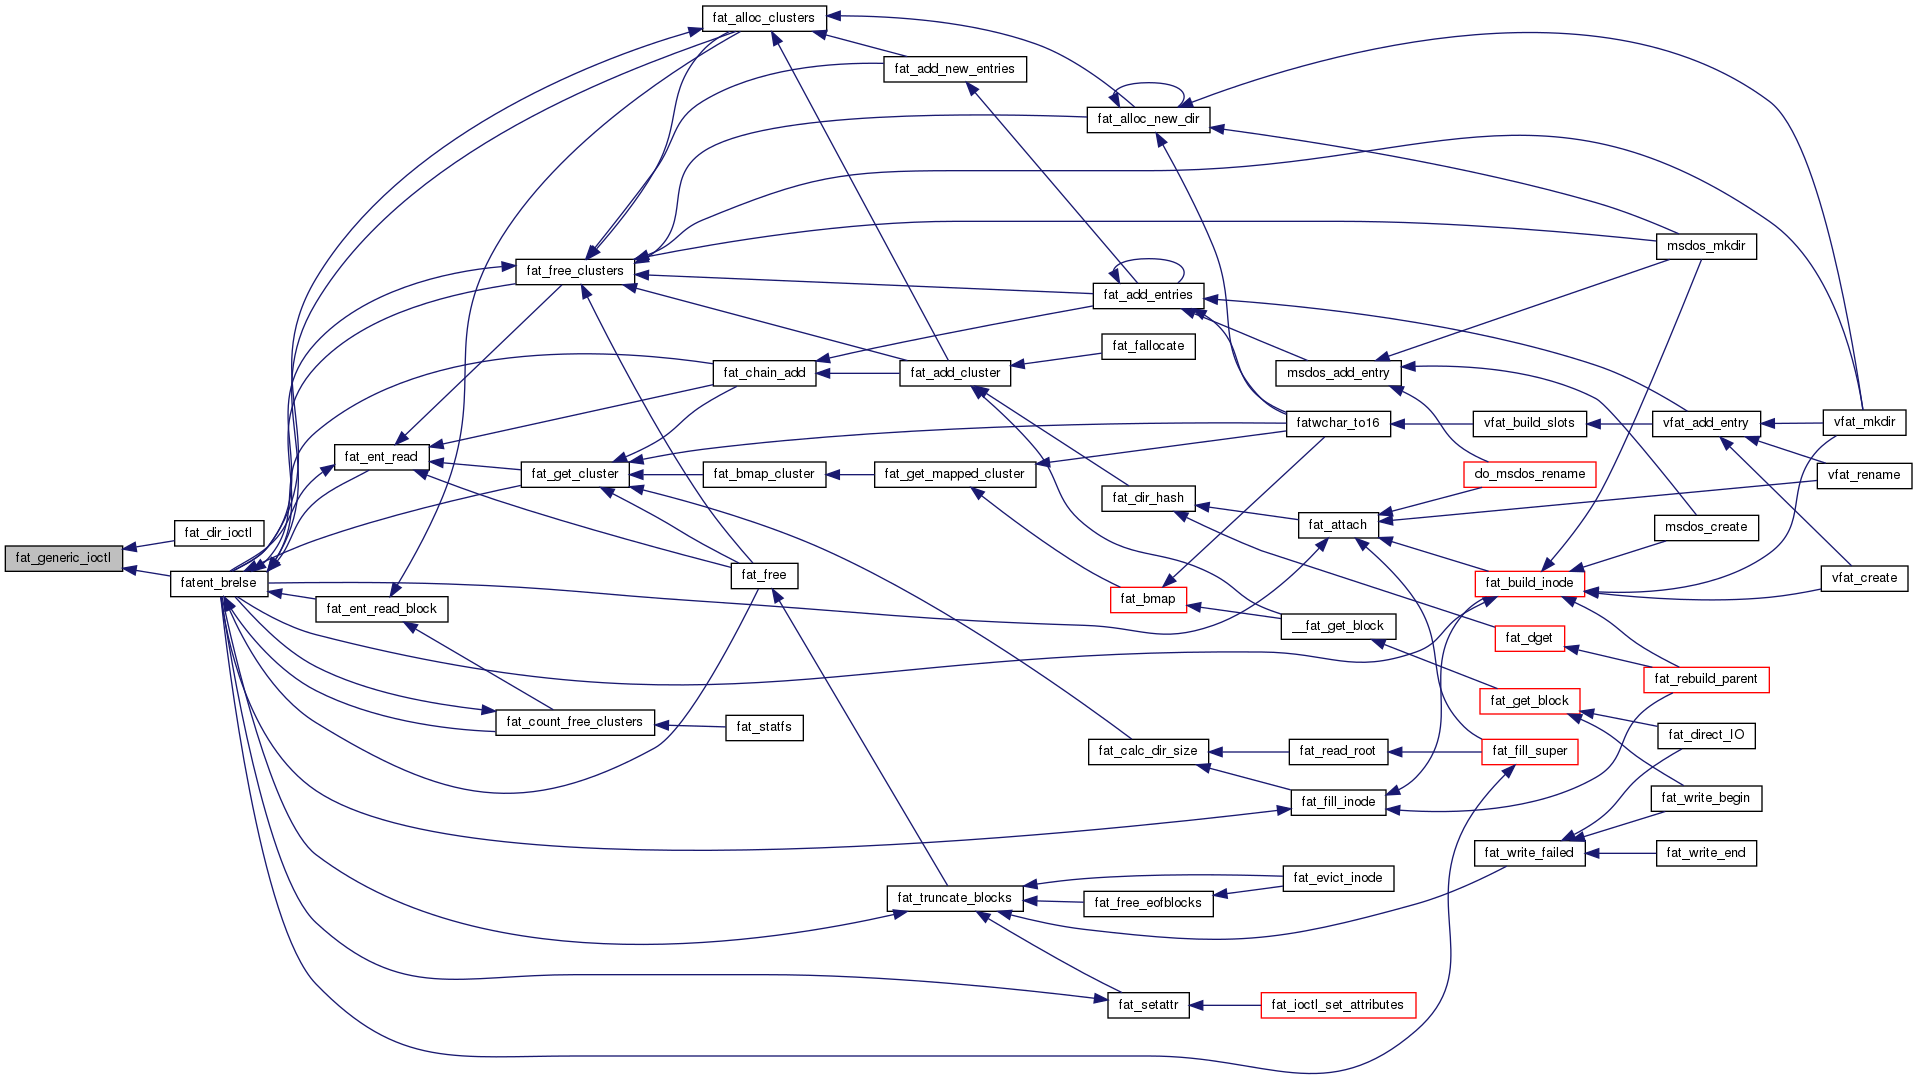 fat_alloc_clusters
fat_add_new_entries
fat_alloc_new_dir
msdos_mkdir
fat_free_clusters
fat_add_entries
fat_fallocate
fat_chain_add
fat_add_cluster
msdos_add_entry
fatwchar_to16
vfat_build_slots
vfat_add_entry
vfat_mkdir
fat_ent_read
fat_get_cluster
fat_bmap_cluster
fat_get_mapped_cluster
do_msdos_rename
vfat_rename
fat_dir_hash
fat_attach
msdos_create
fat_dir_ioctl
fat_generic_ioctl
fatent_brelse
fat_free
fat_build_inode
vfat_create
fat_ent_read_block
fat_bmap
__fat_get_block
fat_dget
fat_rebuild_parent
fat_get_block
fat_count_free_clusters
fat_statfs
fat_direct_IO
fat_calc_dir_size
fat_read_root
fat_fill_super
fat_fill_inode
fat_write_begin
fat_write_failed
fat_write_end
fat_evict_inode
fat_truncate_blocks
fat_free_eofblocks
fat_setattr
fat_ioctl_set_attributes